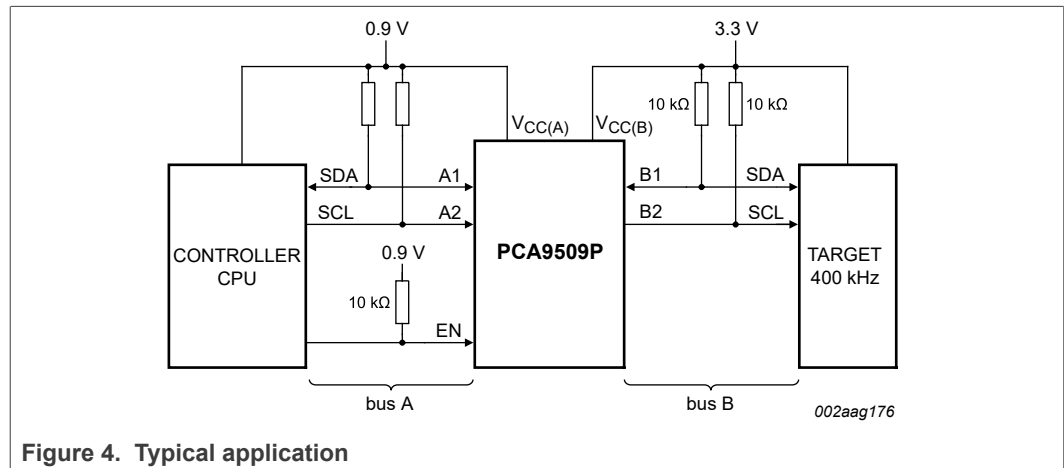 0.9 V
3.3 V
10 kΩ
10 kΩ
V_CC(A)
V_CC(B)
SDA
A1
B1
SDA
SCL
A2
B2
SCL
CONTROLLER
CPU
0.9 V
PCA9509P
TARGET
400 kHz
10 kΩ
EN
bus A
bus B
002aag176
Figure 4. Typical application